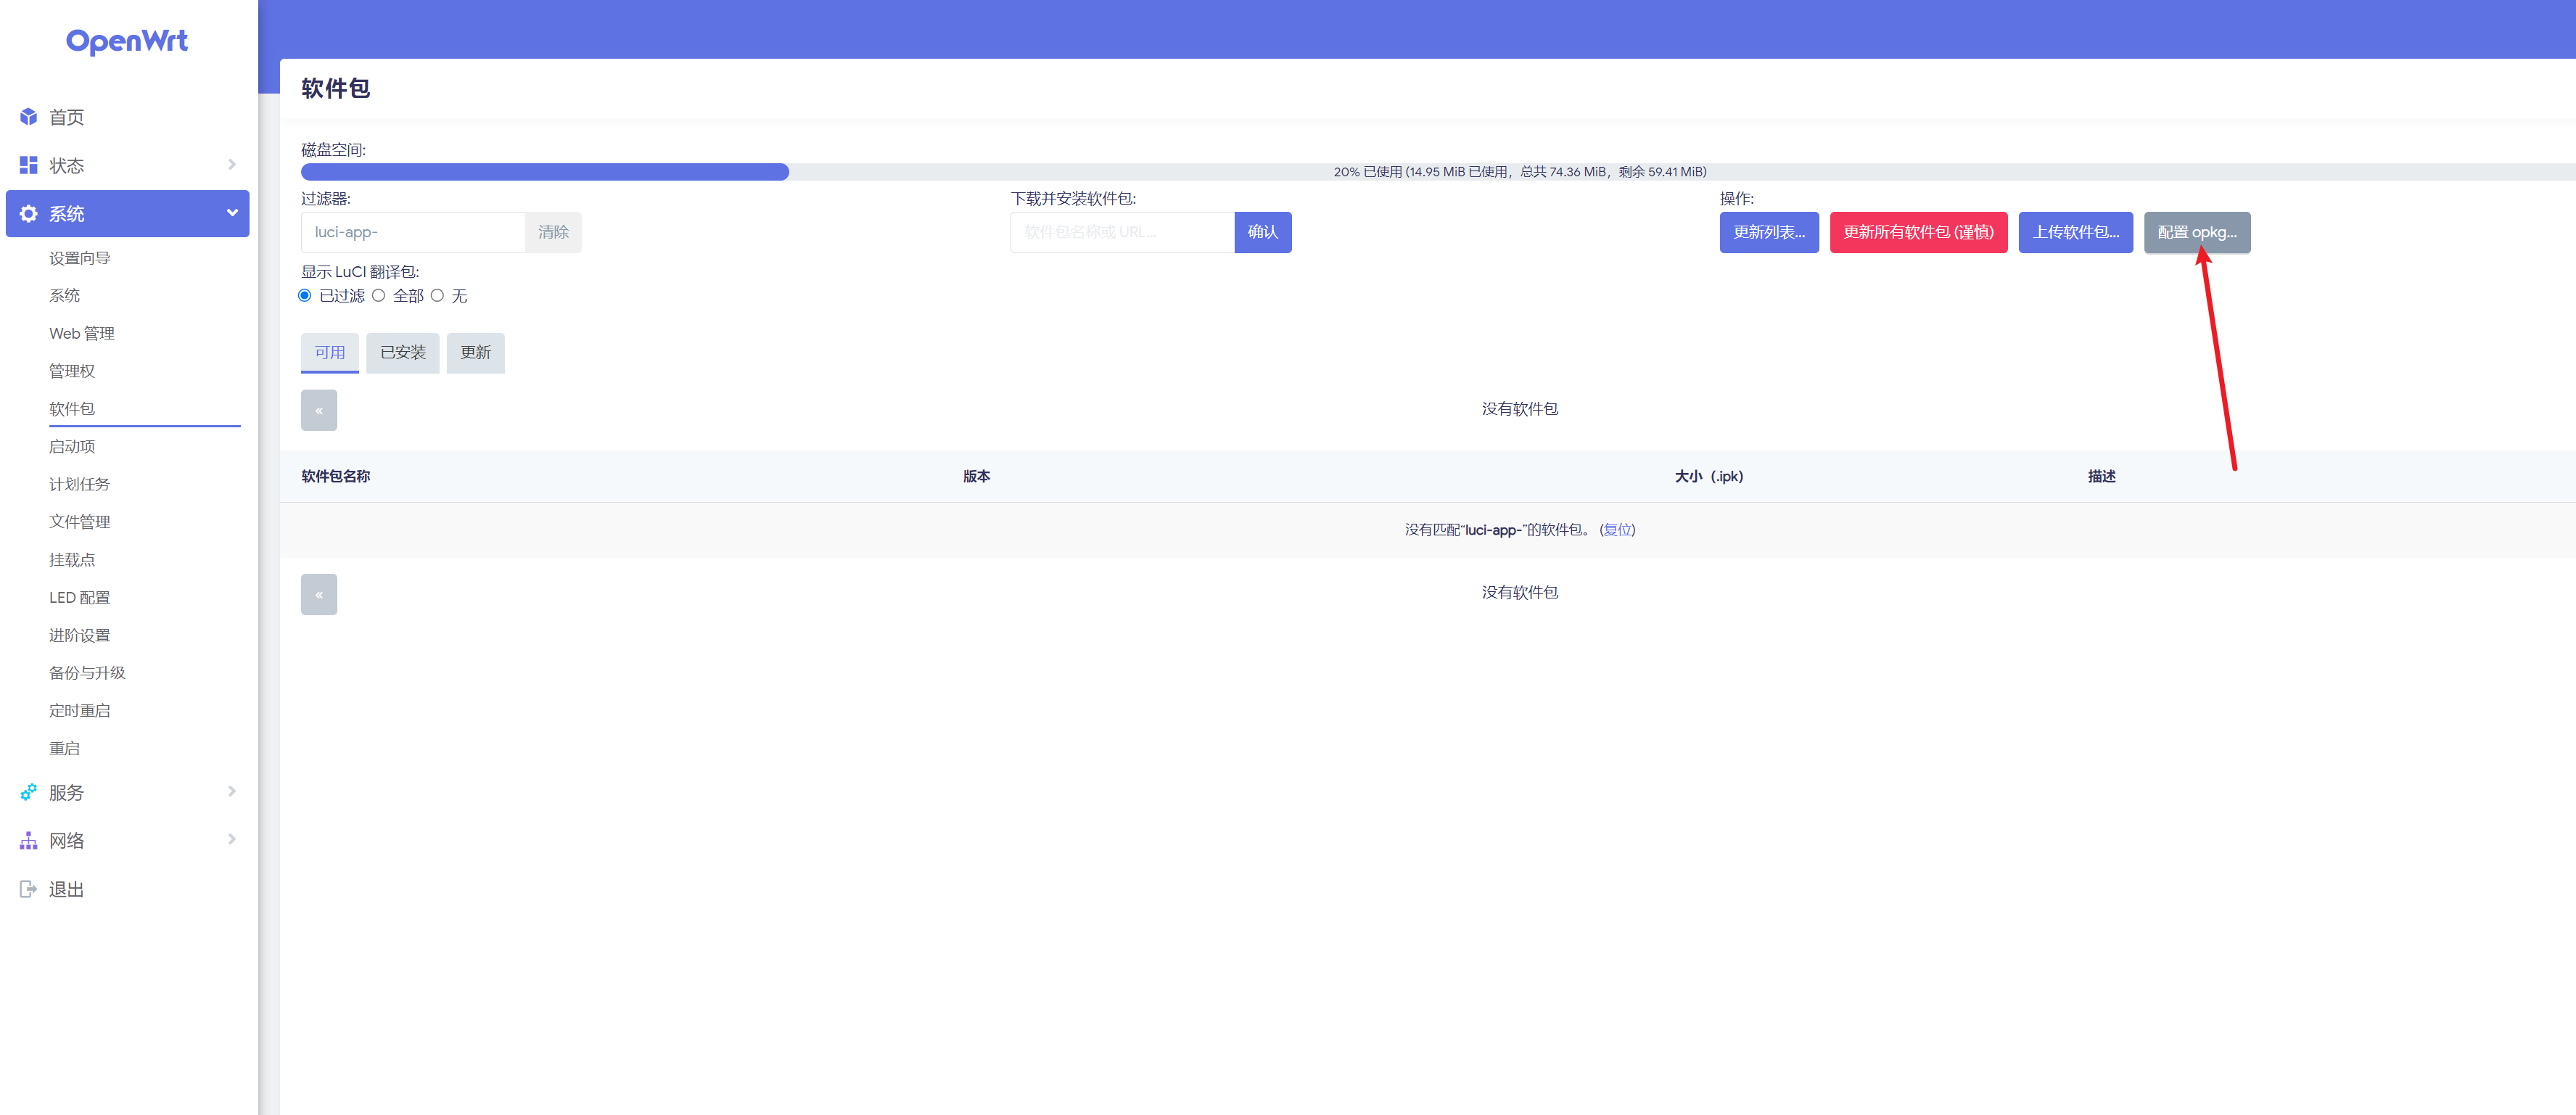 OpenWrt
首页
状态
系统
设置向导
系统
Web 管理
管理权
软件包
启动项
计划任务
文件管理
挂载点
LED 配置
进阶设置
备份与升级
定时重启
重启
服务
网络
退出
软件包
磁盘空间:
20% 已使用 (14.95 MiB 已使用，总共 74.36 MiB，剩余 59.41 MiB)
过滤器:
luci-app- 清除
显示 LuCI 翻译包:
已过滤 全部 无
下载并安装软件包:
软件包名称或 URL... 确认
操作:
更新列表... 更新所有软件包 (谨慎) 上传软件包... 配置 opkg...
可用 已安装 更新
« 没有软件包
软件包名称 版本 大小（.ipk） 描述
没有匹配“luci-app-”的软件包。 (复位)
« 没有软件包